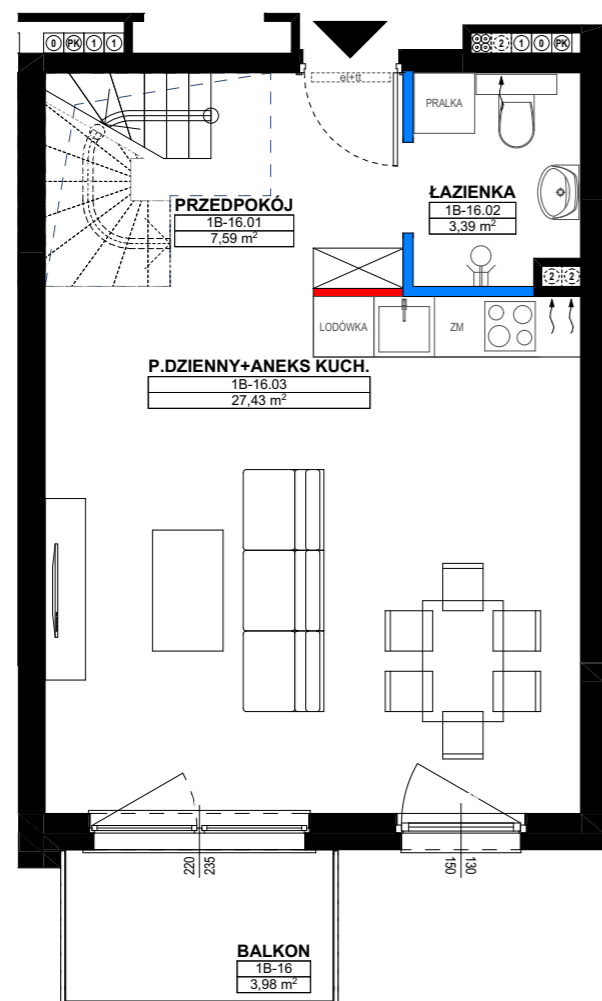 0 PK 1 1
2 1 0 PK
el+tt
PRALKA
PRZEDPOKÓJ
1B-16.01
7,59 m²
ŁAZIENKA
1B-16.02
3,39 m²
2 2
LODÓWKA
ZM
P.DZIENNY+ANEKS KUCH.
1B-16.03
27,43 m²
220
235
150
130
BALKON
1B-16
3,98 m²